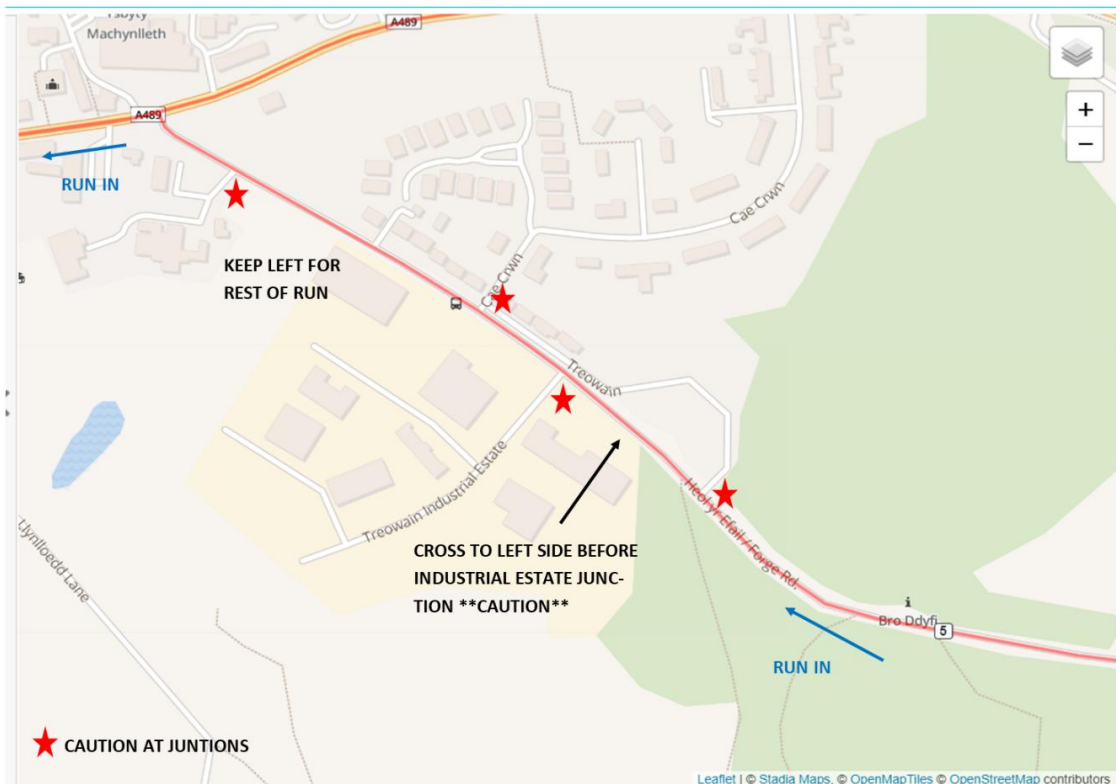 Ysbyty
Machynlleth
A489
A489
+
−
RUN IN
Cae Crwn
KEEP LEFT FOR
REST OF RUN
Cae Crwn
Treowain
Treowain Industrial Estate
Heol yr Efail / Forge Rd.
CROSS TO LEFT SIDE BEFORE
INDUSTRIAL ESTATE JUNC-
TION **CAUTION**
Llynlloedd Lane
Bro Ddyfi
5
RUN IN
CAUTION AT JUNTIONS
Leaflet | © Stadia Maps, © OpenMapTiles © OpenStreetMap contributors